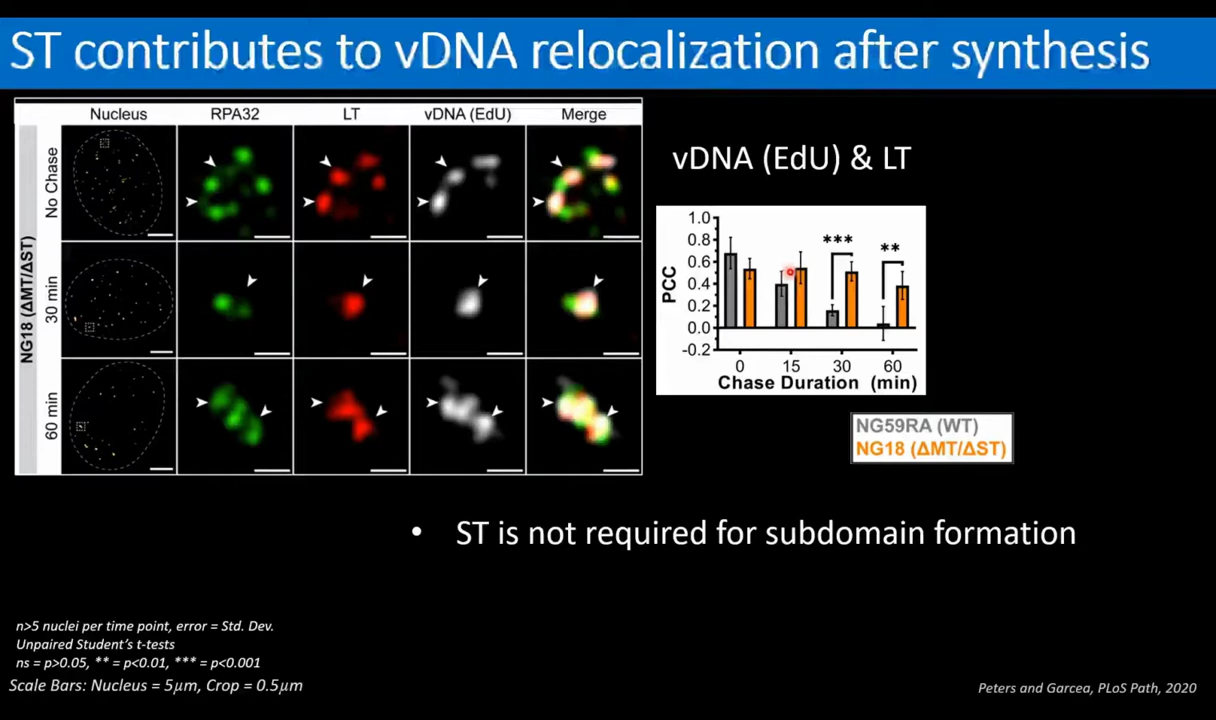 ST contributes to vDNA relocalization after synthesis
Nucleus RPA32 LT vDNA (EdU) Merge
NG18 (ΔMT/ΔST)
No Chase
30 min
60 min
vDNA (EdU) & LT
PCC
1.0
0.8
0.6
0.4
0.2
0.0
-0.2
***
**
0 15 30 60
Chase Duration (min)
NG59RA (WT)
NG18 (ΔMT/ΔST)
• ST is not required for subdomain formation
n>5 nuclei per time point, error = Std. Dev.
Unpaired Student’s t-tests
ns = p>0.05, ** = p<0.01, *** = p<0.001
Scale Bars: Nucleus = 5μm, Crop = 0.5μm
Peters and Garcea, PLoS Path, 2020